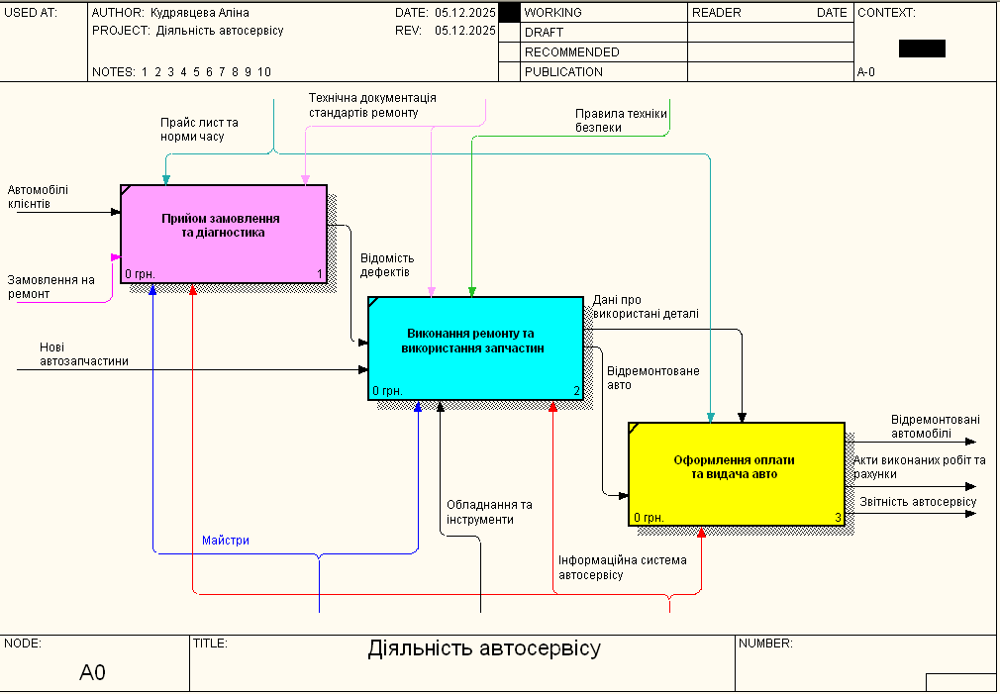 USED AT:
AUTHOR: Кудрявцева Аліна
DATE: 05.12.2025
PROJECT: Діяльність автосервісу
REV: 05.12.2025
NOTES: 1 2 3 4 5 6 7 8 9 10
WORKING
DRAFT
RECOMMENDED
PUBLICATION
READER
DATE
CONTEXT:
A-0
Прайс лист та
норми часу
Технічна документація
стандартів ремонту
Правила техніки
безпеки
Автомобілі
клієнтів
Замовлення на
ремонт
Прийом замовлення
та діагностика
0 грн.
1
Відомість
дефектів
Нові
автозапчастини
Виконання ремонту та
використання запчастин
0 грн.
2
Дані про
використані деталі
Відремонтоване
авто
Оформлення оплати
та видача авто
0 грн.
3
Відремонтовані
автомобілі
Акти виконаних робіт та
рахунки
Звітність автосервісу
Майстри
Обладнання та
інструменти
Інформаційна система
автосервісу
NODE:
A0
TITLE:
Діяльність автосервісу
NUMBER: